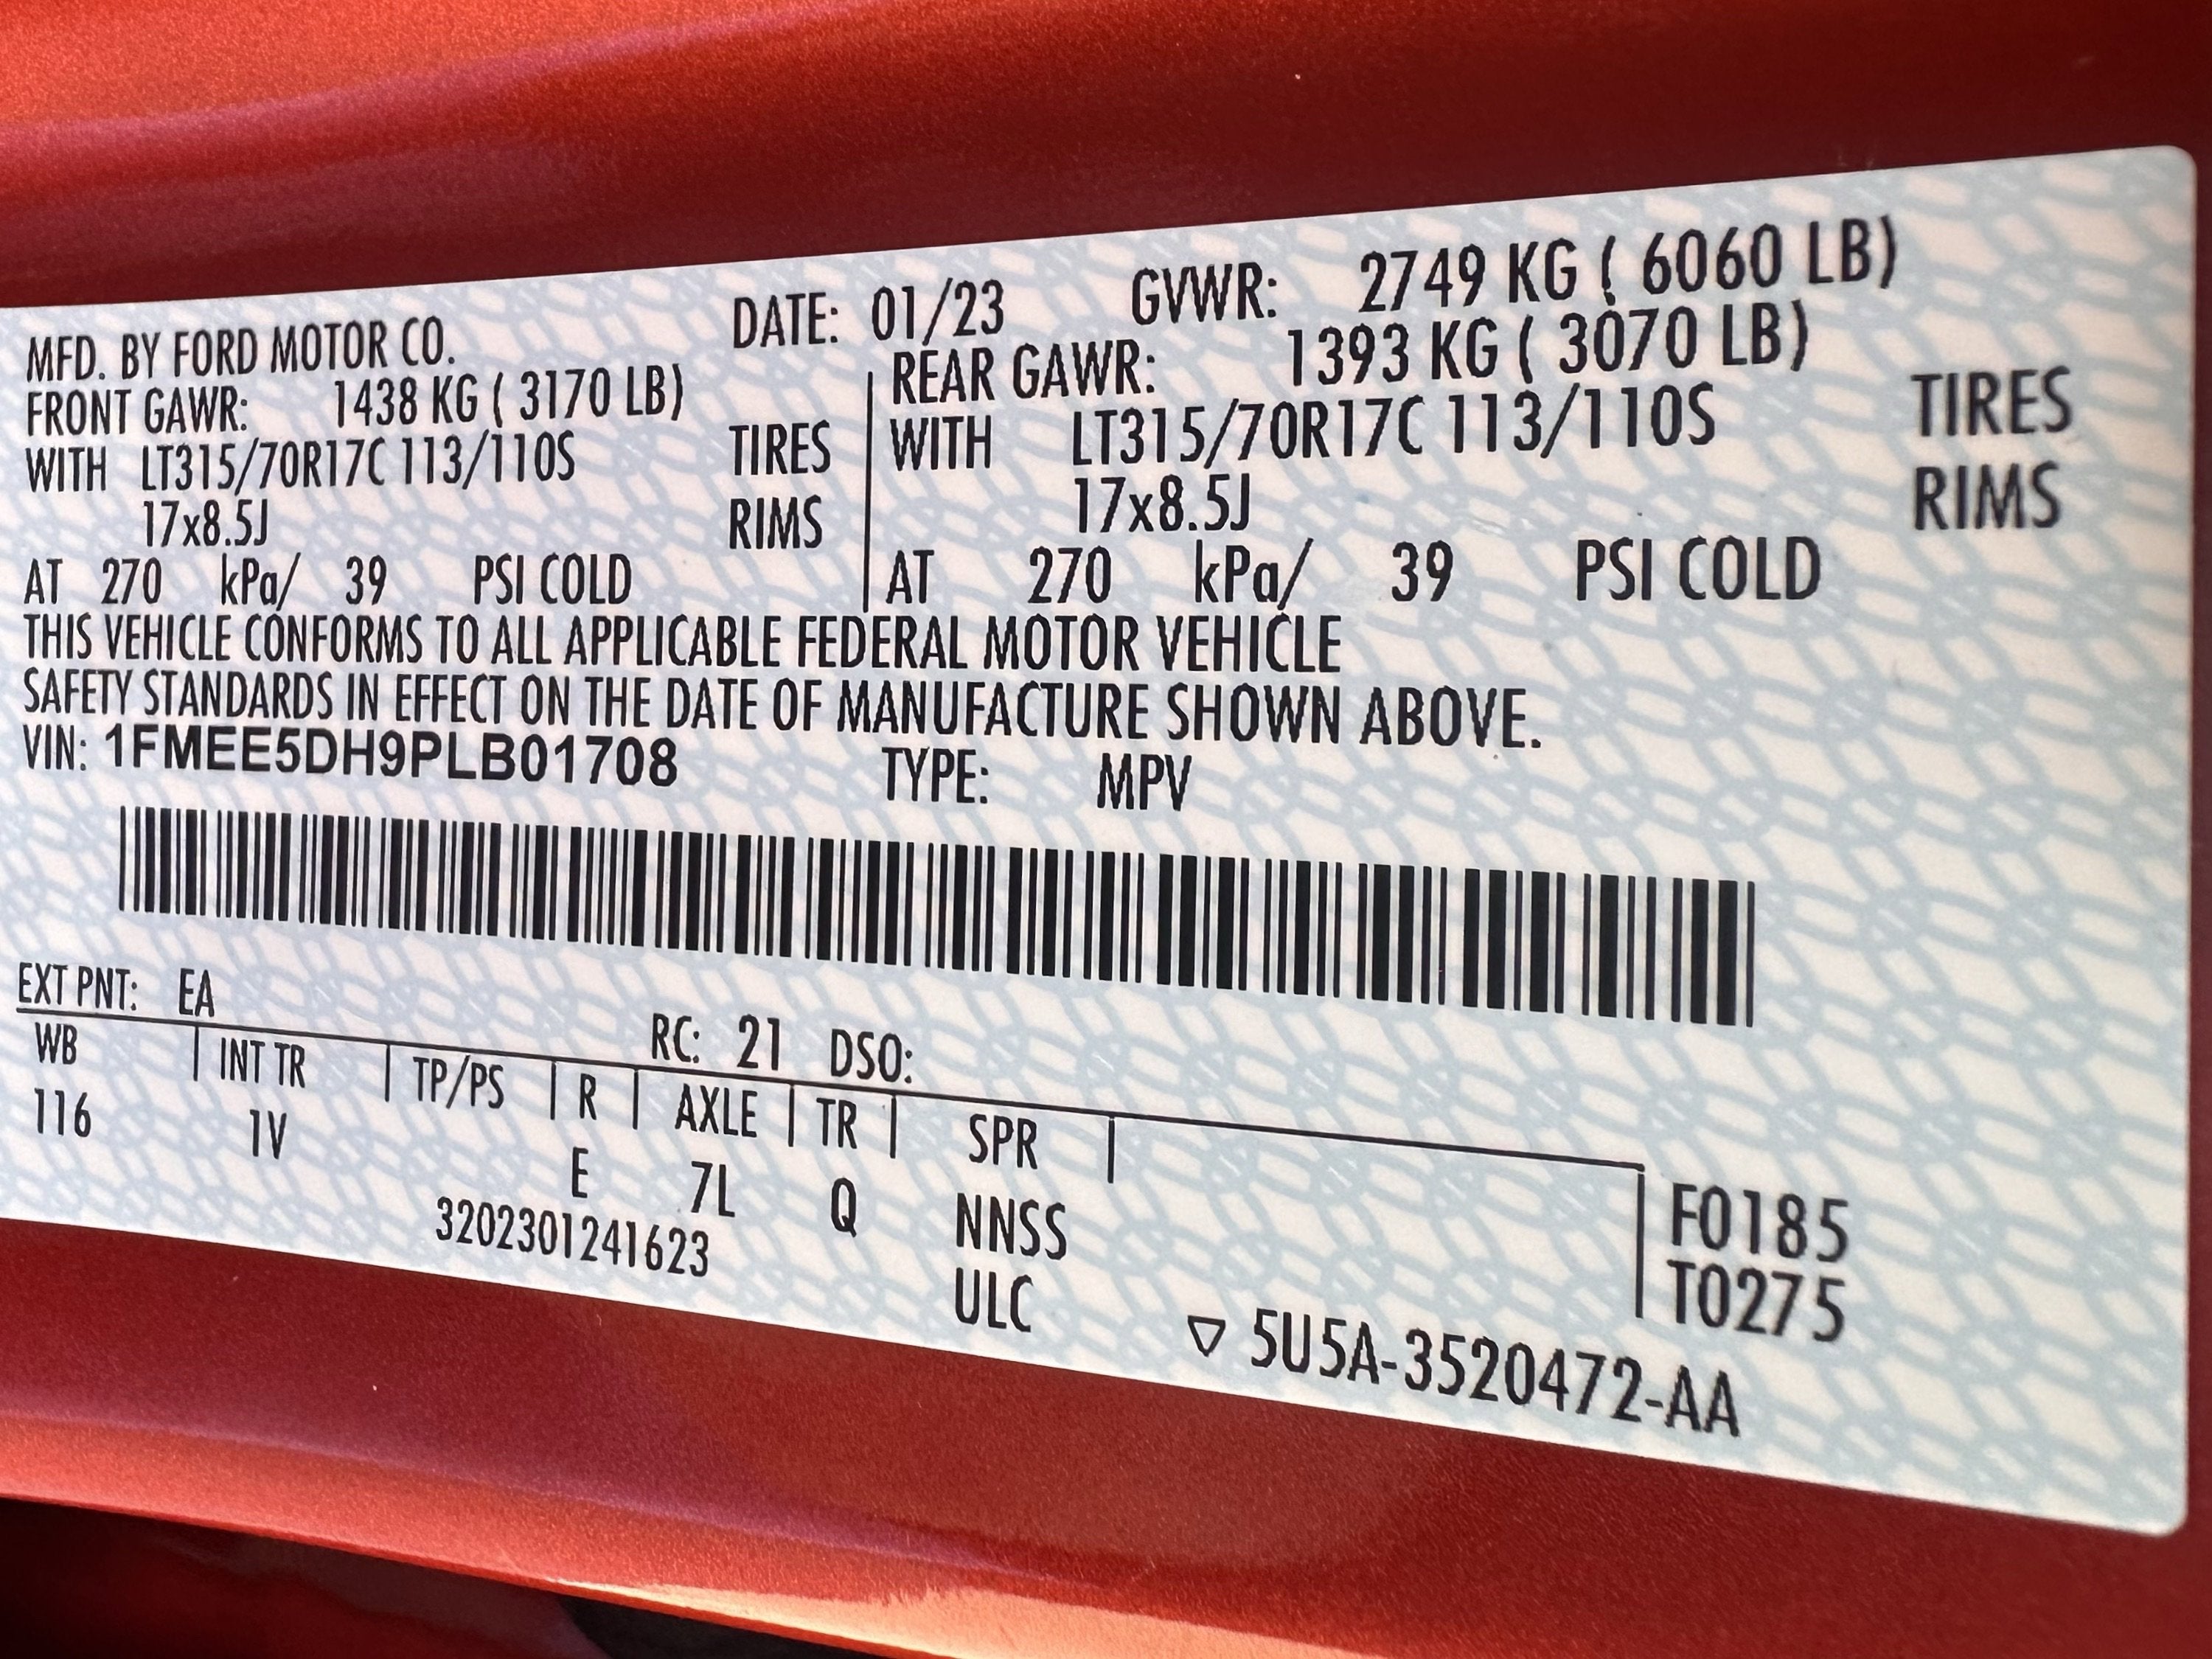 MFD. BY FORD MOTOR CO. DATE: 01/23 GVWR: 2749 KG ( 6060 LB)
FRONT GAWR: 1438 KG ( 3170 LB) REAR GAWR: 1393 KG ( 3070 LB)
WITH LT315/70R17C 113/110S TIRES WITH LT315/70R17C 113/110S TIRES
17x8.5J RIMS 17x8.5J RIMS
AT 270 kPa/ 39 PSI COLD AT 270 kPa/ 39 PSI COLD
THIS VEHICLE CONFORMS TO ALL APPLICABLE FEDERAL MOTOR VEHICLE
SAFETY STANDARDS IN EFFECT ON THE DATE OF MANUFACTURE SHOWN ABOVE.
VIN: 1FMEE5DH9PLB01708 TYPE: MPV
EXT PNT: EA RC: 21 DSO:
WB INT TR TP/PS R AXLE TR SPR
116 1V E 7L Q NNSS F0185
3202301241623 ULC T0275
▽ 5U5A-3520472-AA